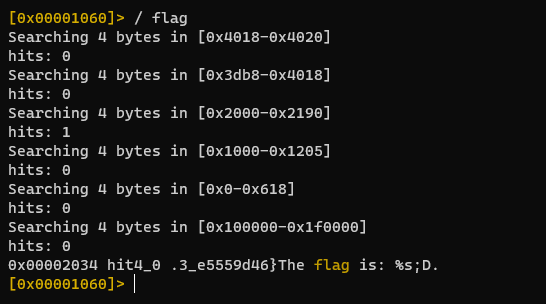 [0x00001060]> / flag
Searching 4 bytes in [0x4018-0x4020]
hits: 0
Searching 4 bytes in [0x3db8-0x4018]
hits: 0
Searching 4 bytes in [0x2000-0x2190]
hits: 1
Searching 4 bytes in [0x1000-0x1205]
hits: 0
Searching 4 bytes in [0x0-0x618]
hits: 0
Searching 4 bytes in [0x100000-0x1f0000]
hits: 0
0x00002034 hit4_0 .3_e5559d46}The flag is: %s;D.
[0x00001060]>